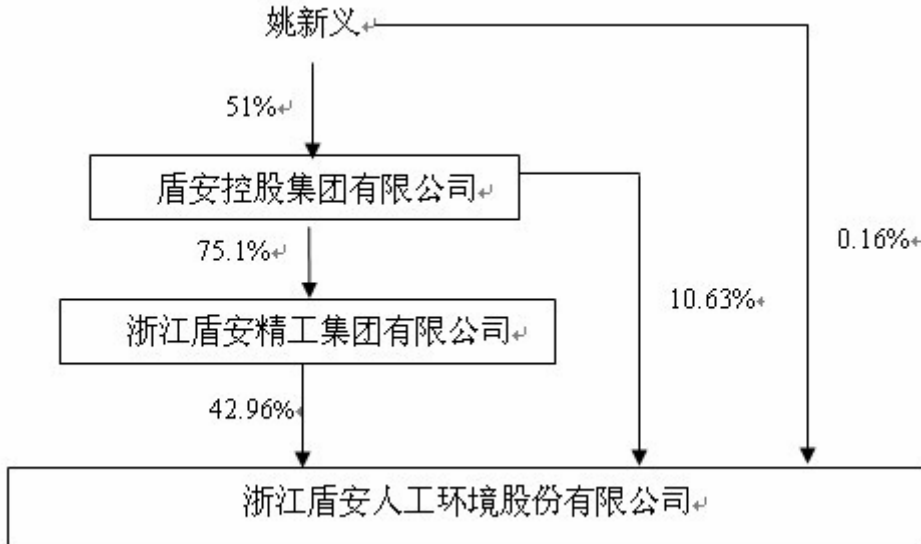 姚新义
51%
盾安控股集团有限公司
75.1%
0.16%
10.63%
浙江盾安精工集团有限公司
42.96%
浙江盾安人工环境股份有限公司